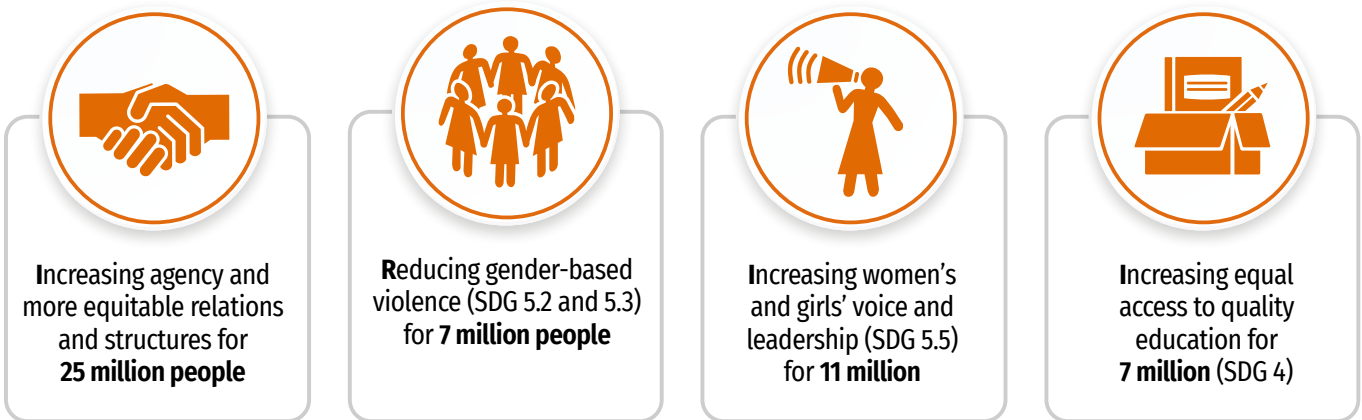 Increasing agency and
more equitable relations
and structures for
25 million people
Reducing gender-based
violence (SDG 5.2 and 5.3)
for 7 million people
Increasing women’s
and girls’ voice and
leadership (SDG 5.5)
for 11 million
Increasing equal
access to quality
education for
7 million (SDG 4)